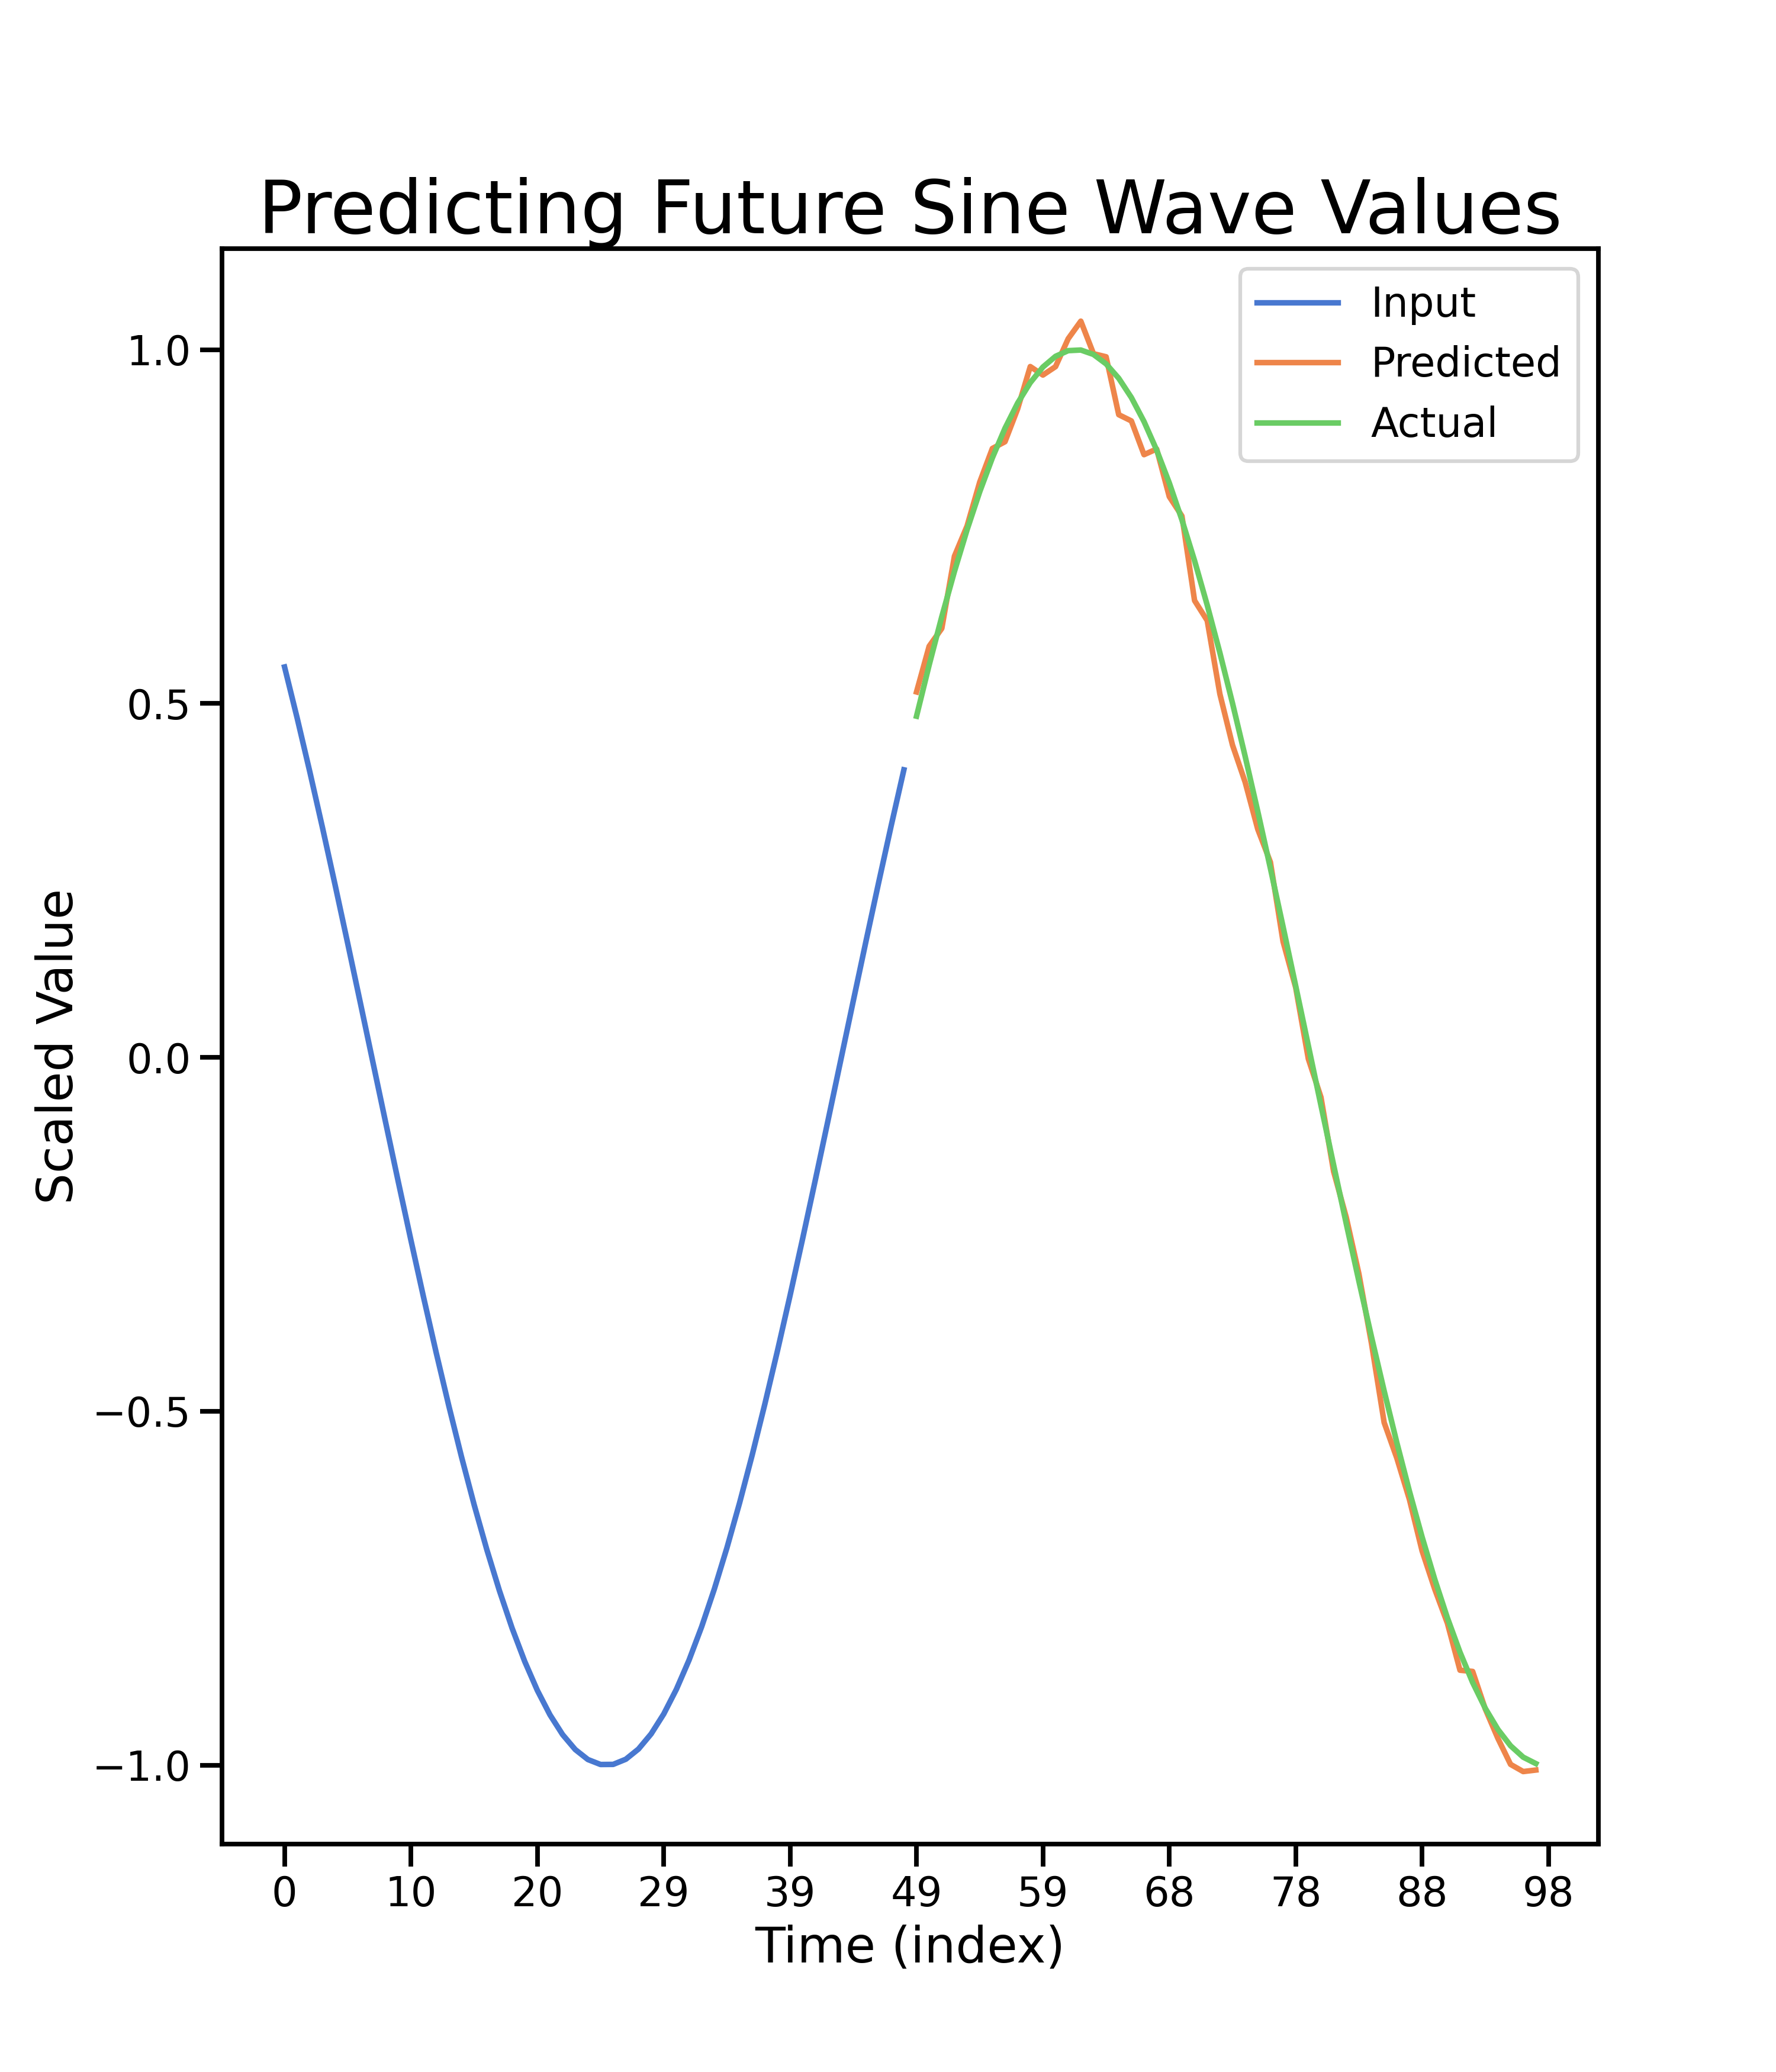 Predicting Future Sine Wave Values
Input
Predicted
Actual
1.0
0.5
0.0
−0.5
−1.0
Scaled Value
0 10 20 29 39 49 59 68 78 88 98
Time (index)